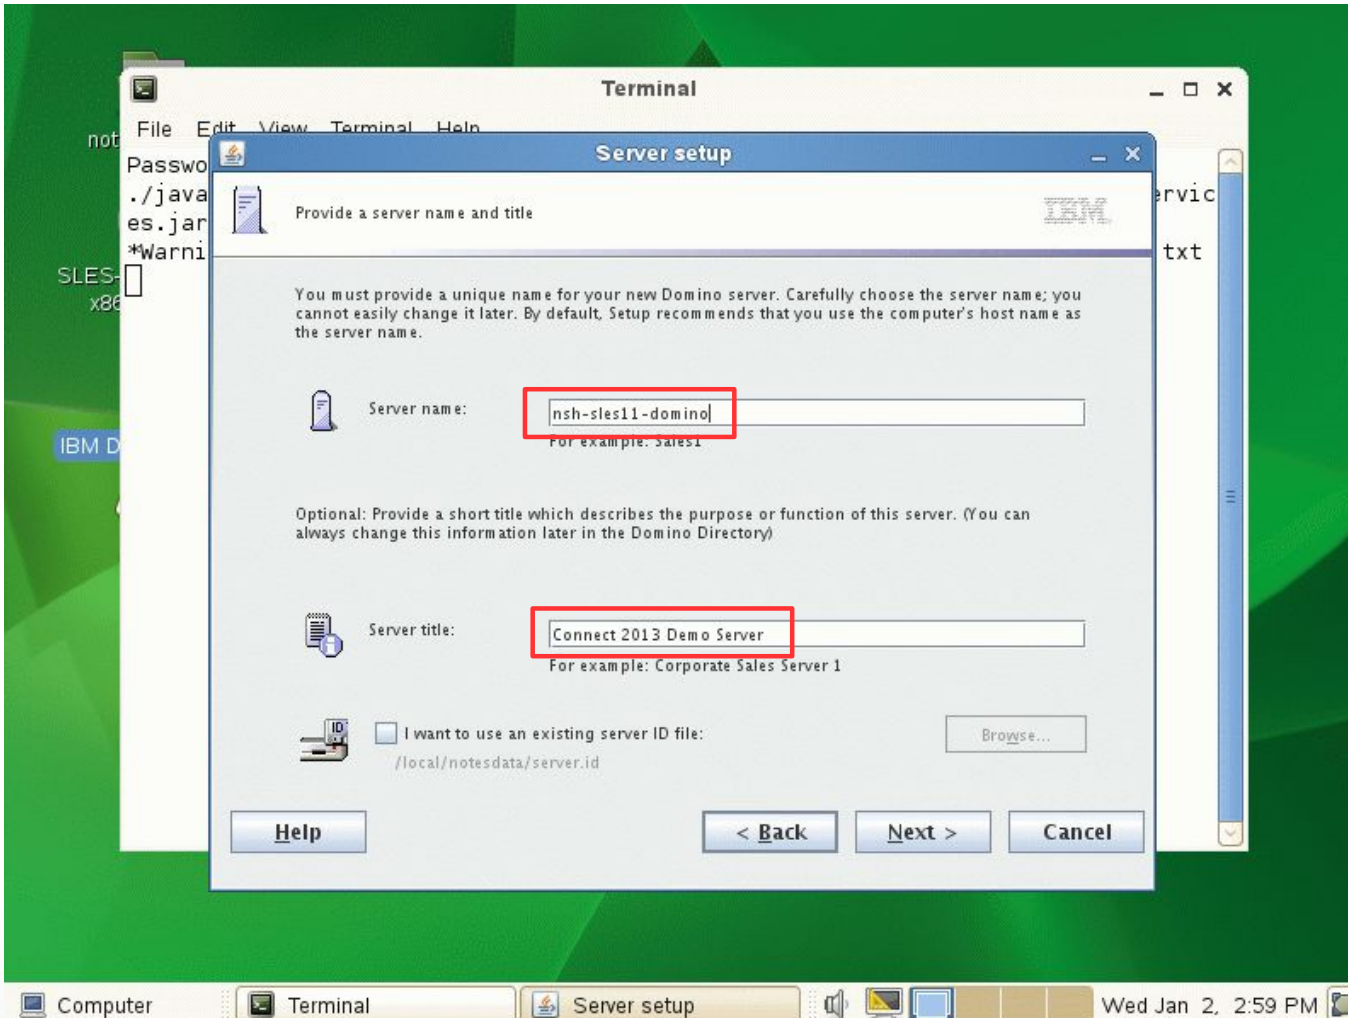 Terminal
File Edit View Terminal Help
not
Passwo
./java
ervic
es.jar
*Warni
txt
SLES-
x86
IBM D
Server setup
Provide a server name and title
IBM
You must provide a unique name for your new Domino server. Carefully choose the server name; you
cannot easily change it later. By default, Setup recommends that you use the computer's host name as
the server name.
Server name:
nsh-sles11-domino
For example: Sales1
Optional: Provide a short title which describes the purpose or function of this server. (You can
always change this information later in the Domino Directory)
Server title:
Connect 2013 Demo Server
For example: Corporate Sales Server 1
ID
I want to use an existing server ID file:
Browse...
/local/notesdata/server.id
Help
< Back
Next >
Cancel
Computer
Terminal
Server setup
Wed Jan 2, 2:59 PM